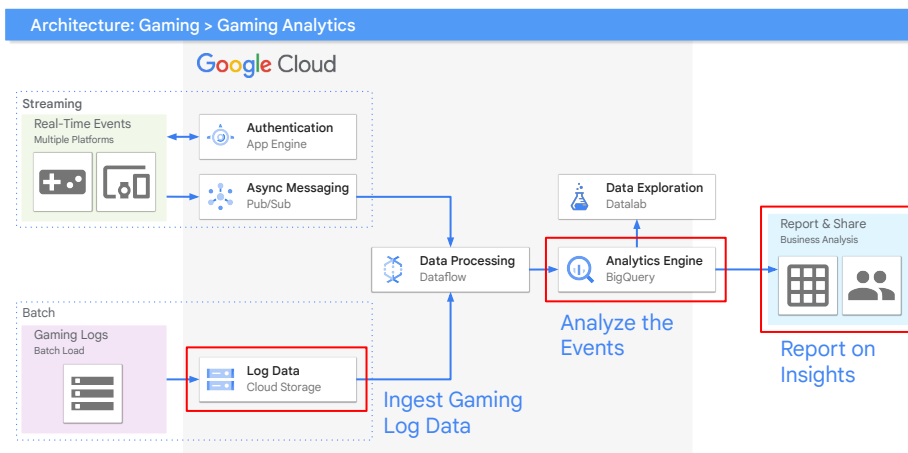 Architecture: Gaming > Gaming Analytics
Google Cloud
Streaming
Real-Time Events
Multiple Platforms
Authentication
App Engine
Async Messaging
Pub/Sub
Data Exploration
Datalab
Report & Share
Business Analysis
Data Processing
Dataflow
Analytics Engine
BigQuery
Batch
Gaming Logs
Batch Load
Log Data
Cloud Storage
Analyze the
Events
Report on
Insights
Ingest Gaming
Log Data